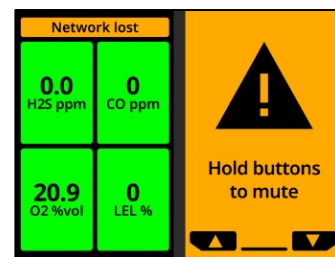 Network lost
0.0
H2S ppm
0
CO ppm
20.9
O2 %vol
0
LEL %
!
Hold buttons
to mute